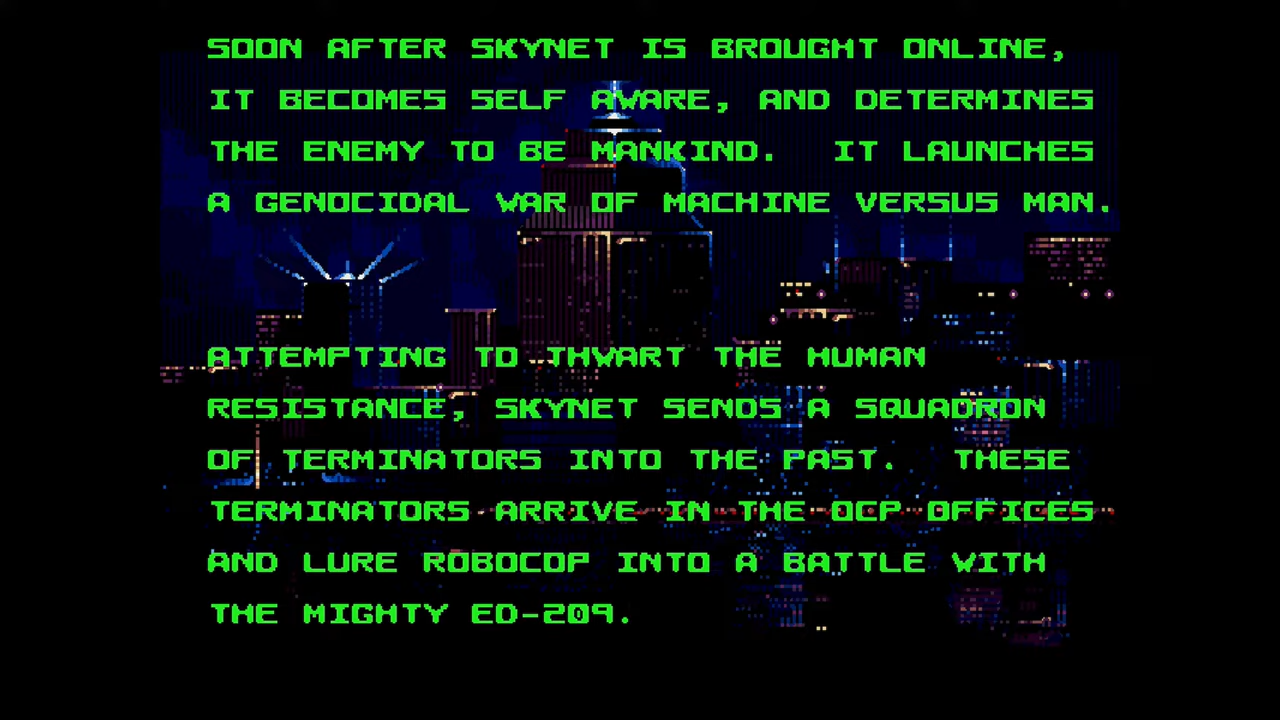 SOON AFTER SKYNET IS BROUGHT ONLINE,
IT BECOMES SELF AWARE, AND DETERMINES
THE ENEMY TO BE MANKIND.  IT LAUNCHES
A GENOCIDAL WAR OF MACHINE VERSUS MAN.
ATTEMPTING TO THWART THE HUMAN
RESISTANCE, SKYNET SENDS A SQUADRON
OF TERMINATORS INTO THE PAST.  THESE
TERMINATORS ARRIVE IN THE OCP OFFICES
AND LURE ROBOCOP INTO A BATTLE WITH
THE MIGHTY ED-209.